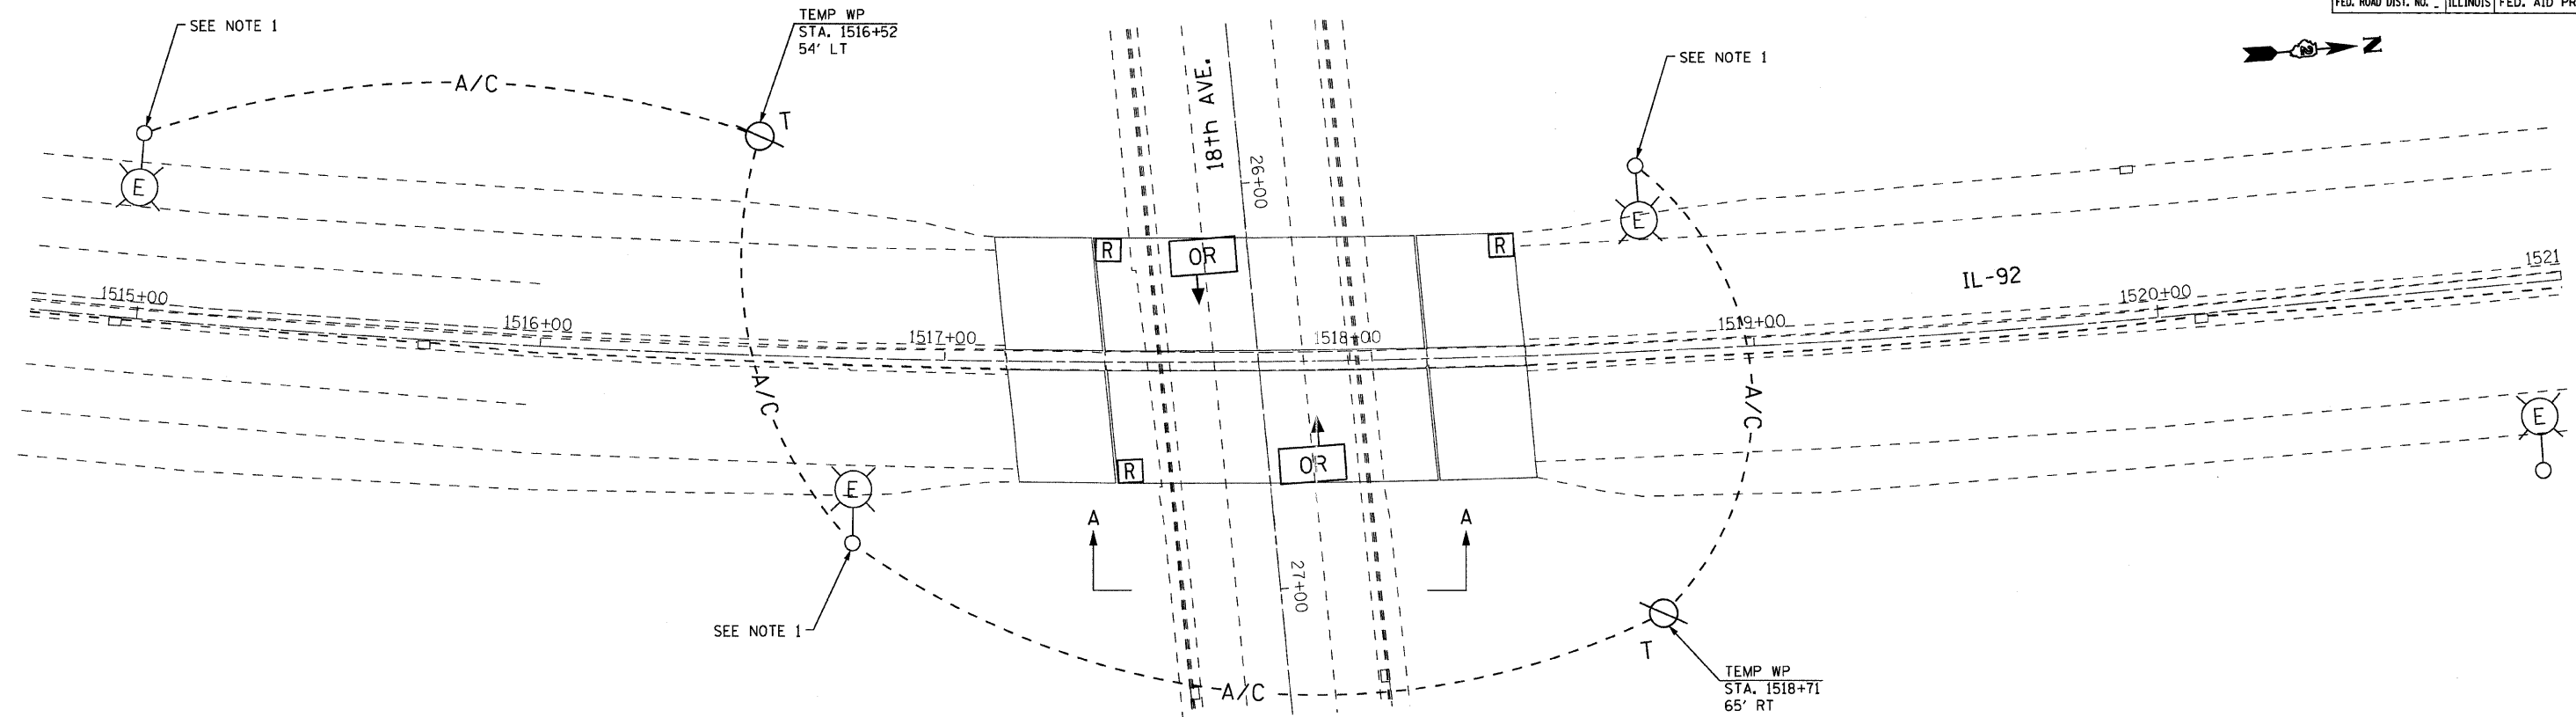 FED. ROAD DIST. NO. _ ILLINOIS FED. AID PR
SEE NOTE 1
TEMP WP
STA. 1516+52
54' LT
SEE NOTE 1
N
A/C
T
18th AVE.
26+00
E
E
R
OR
R
IL-92
1521
1515+00
1516+00
1517+00
1518+00
1519+00
1520+00
A/C
A/C
E
E
R
OR
A
A
27+00
SEE NOTE 1
T
A/C
TEMP WP
STA. 1518+71
65' RT